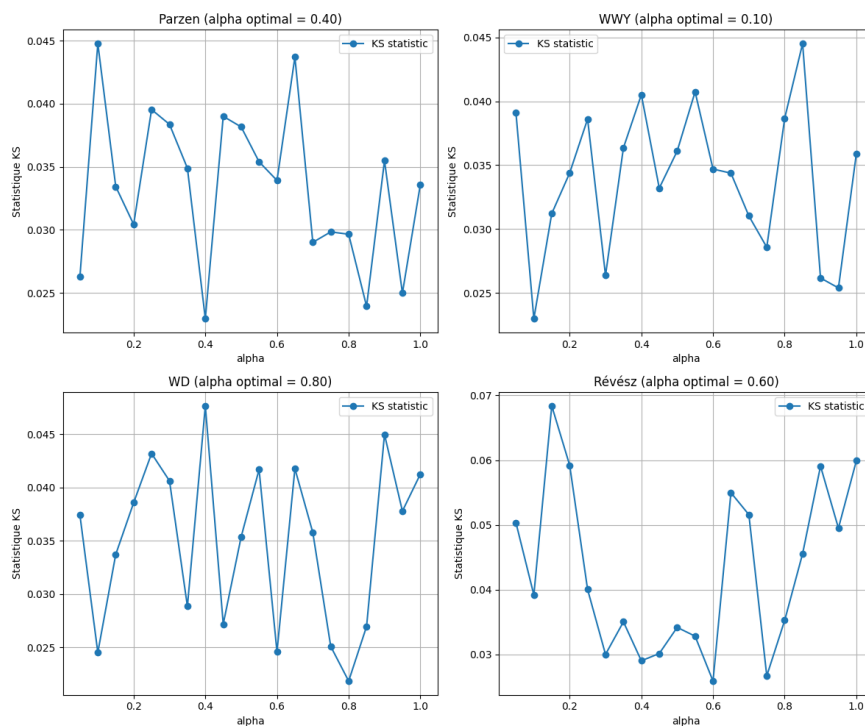 Parzen (alpha optimal = 0.40)
KS statistic
0.045
0.040
0.035
0.030
0.025
Statistique KS
0.2
0.4
0.6
0.8
1.0
alpha
WWY (alpha optimal = 0.10)
KS statistic
0.045
0.040
0.035
0.030
0.025
Statistique KS
0.2
0.4
0.6
0.8
1.0
alpha
WD (alpha optimal = 0.80)
KS statistic
0.045
0.040
0.035
0.030
0.025
Statistique KS
0.2
0.4
0.6
0.8
1.0
alpha
Révész (alpha optimal = 0.60)
KS statistic
0.07
0.06
0.05
0.04
0.03
Statistique KS
0.2
0.4
0.6
0.8
1.0
alpha